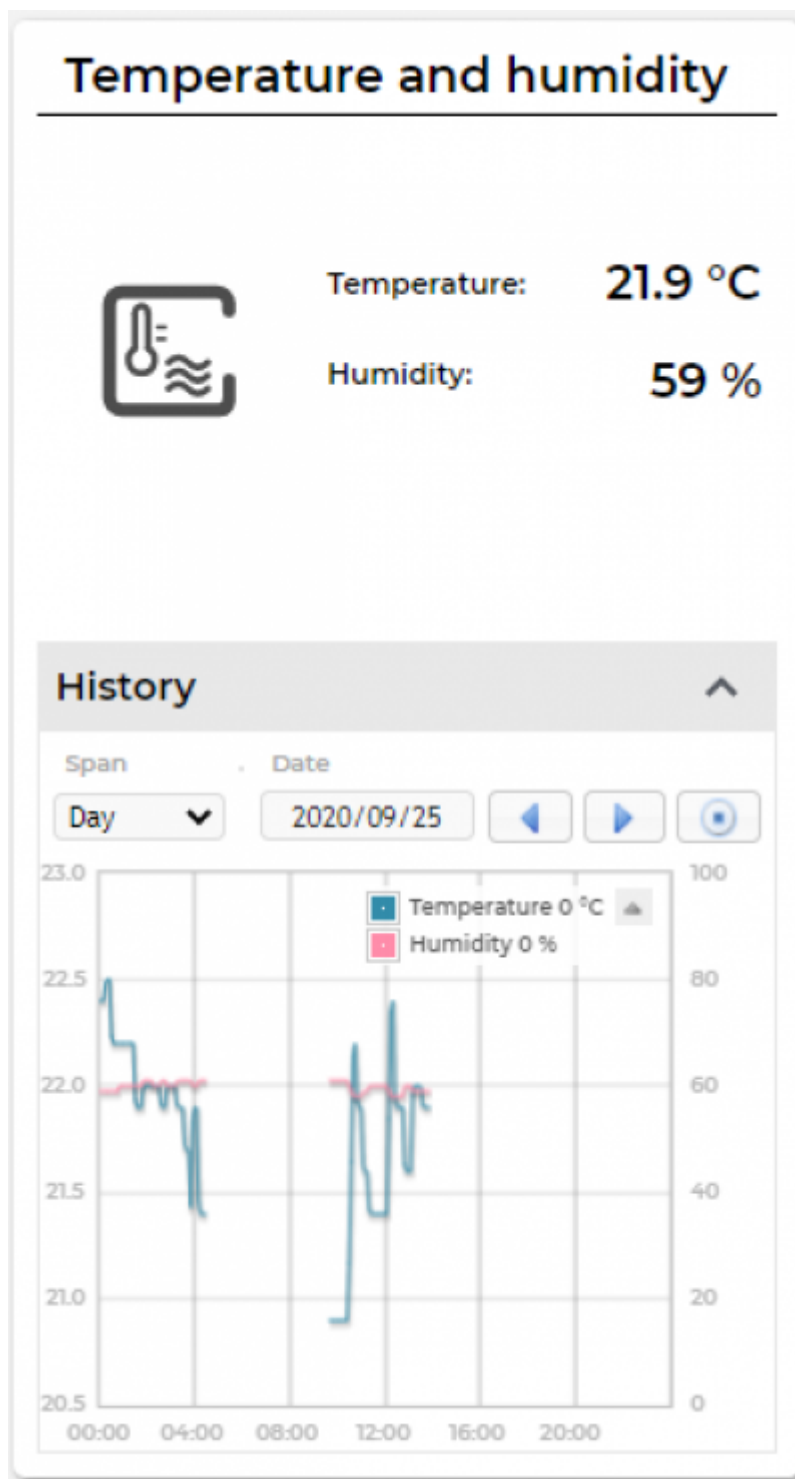 Temperature and humidity
Temperature: 21.9 °C
Humidity: 59 %
History
Span . Date
Day 2020/09/25
23.0 100
Temperature 0 °C
Humidity 0 %
22.5 80
22.0 60
21.5 40
21.0 20
20.5 0
00:00 04:00 08:00 12:00 16:00 20:00